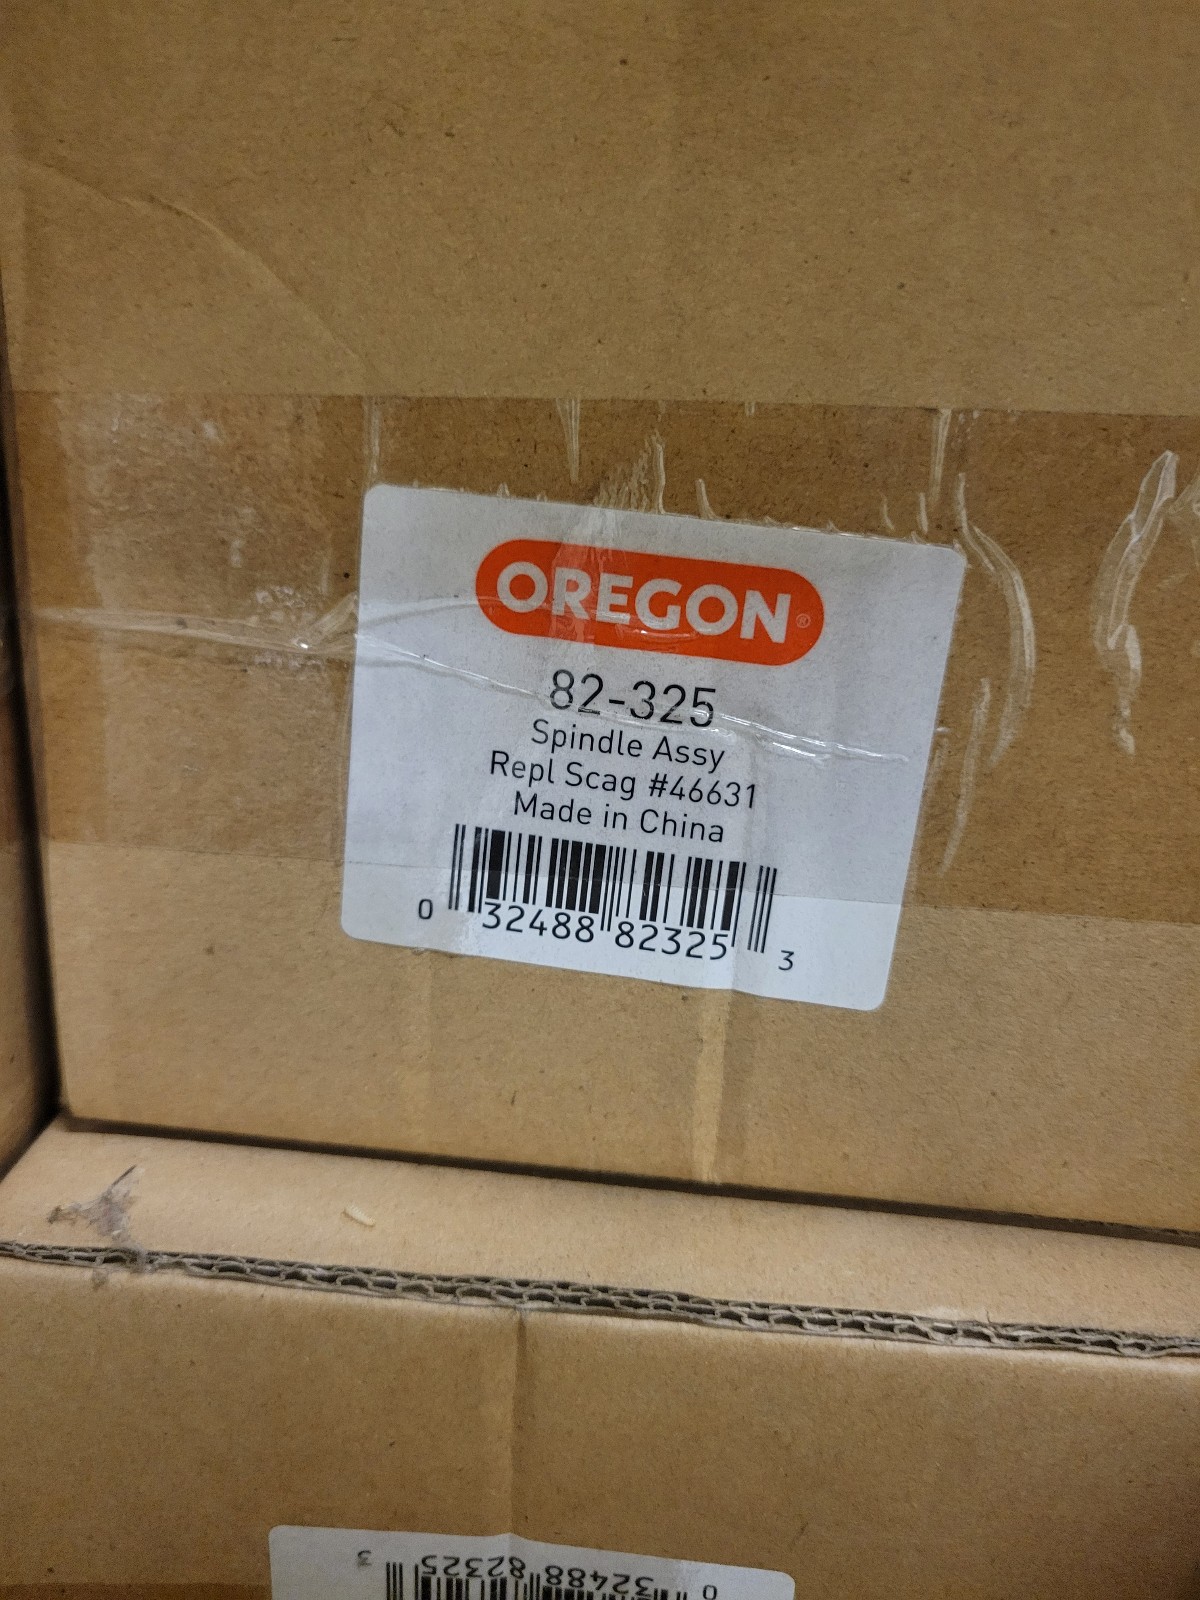 OREGON®
82-325
Spindle Assy
Repl Scag #46631
Made in China
0 32488 82325 3
0 32488 82325 3